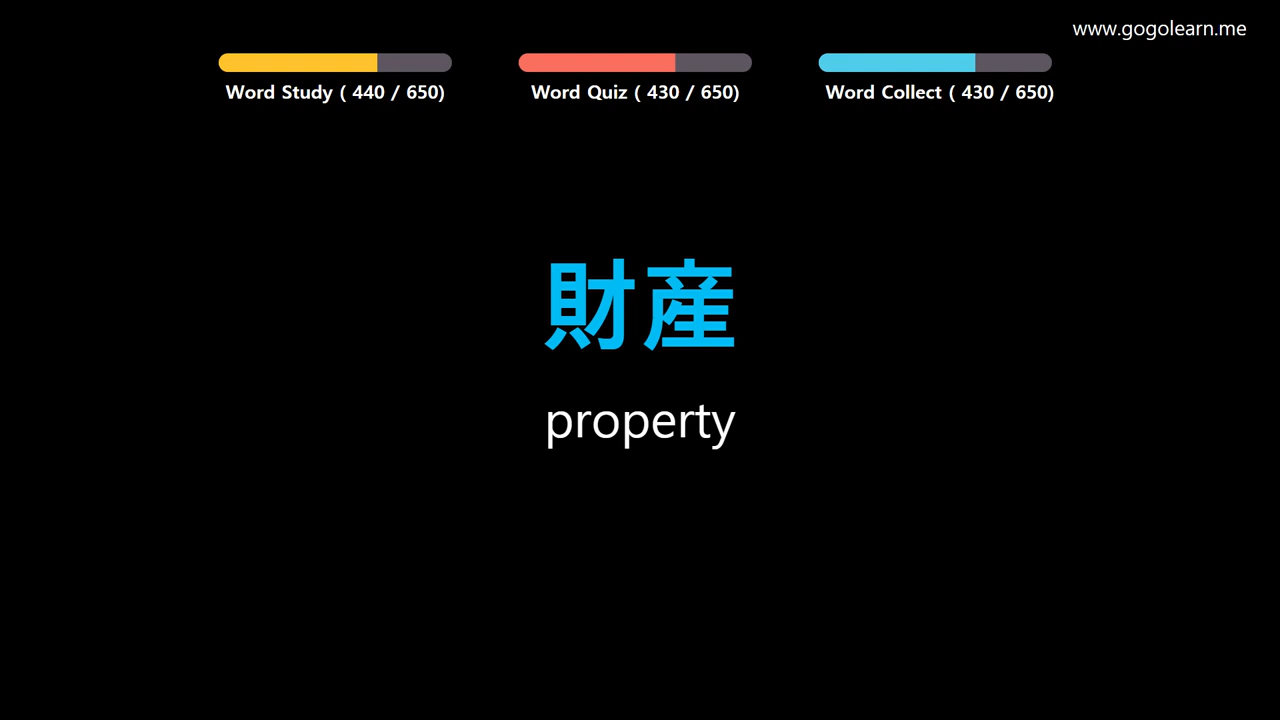 www.gogolearn.me
Word Study ( 440 / 650) Word Quiz ( 430 / 650) Word Collect ( 430 / 650)
財産
property